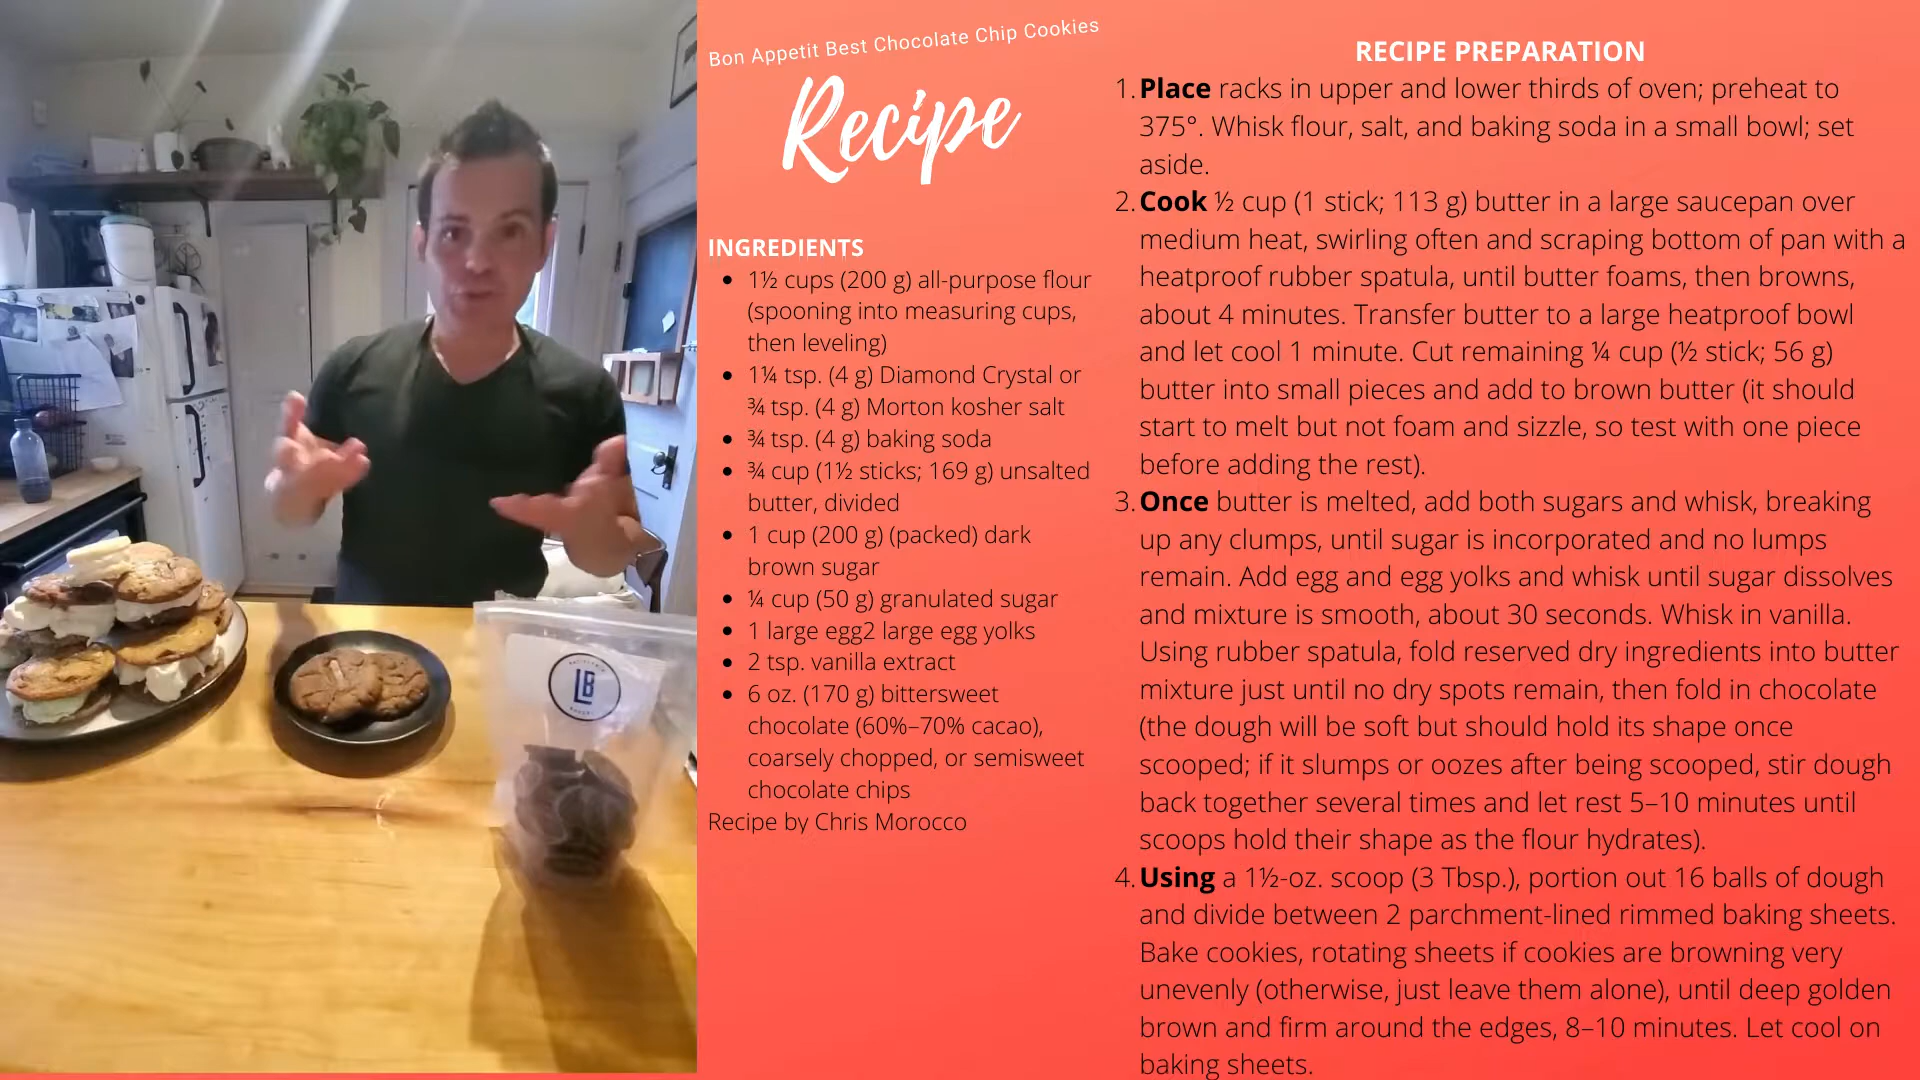 Bon Appetit Best Chocolate Chip Cookies
Recipe
INGREDIENTS
• 1½ cups (200 g) all-purpose flour
(spooning into measuring cups,
then leveling)
• 1¼ tsp. (4 g) Diamond Crystal or
¾ tsp. (4 g) Morton kosher salt
• ¾ tsp. (4 g) baking soda
• ¾ cup (1½ sticks; 169 g) unsalted
butter, divided
• 1 cup (200 g) (packed) dark
brown sugar
• ¼ cup (50 g) granulated sugar
• 1 large egg2 large egg yolks
• 2 tsp. vanilla extract
• 6 oz. (170 g) bittersweet
chocolate (60%–70% cacao),
coarsely chopped, or semisweet
chocolate chips
Recipe by Chris Morocco
RECIPE PREPARATION
1. Place racks in upper and lower thirds of oven; preheat to
375°. Whisk flour, salt, and baking soda in a small bowl; set
aside.
2. Cook ½ cup (1 stick; 113 g) butter in a large saucepan over
medium heat, swirling often and scraping bottom of pan with a
heatproof rubber spatula, until butter foams, then browns,
about 4 minutes. Transfer butter to a large heatproof bowl
and let cool 1 minute. Cut remaining ¼ cup (½ stick; 56 g)
butter into small pieces and add to brown butter (it should
start to melt but not foam and sizzle, so test with one piece
before adding the rest).
3. Once butter is melted, add both sugars and whisk, breaking
up any clumps, until sugar is incorporated and no lumps
remain. Add egg and egg yolks and whisk until sugar dissolves
and mixture is smooth, about 30 seconds. Whisk in vanilla.
Using rubber spatula, fold reserved dry ingredients into butter
mixture just until no dry spots remain, then fold in chocolate
(the dough will be soft but should hold its shape once
scooped; if it slumps or oozes after being scooped, stir dough
back together several times and let rest 5–10 minutes until
scoops hold their shape as the flour hydrates).
4. Using a 1½-oz. scoop (3 Tbsp.), portion out 16 balls of dough
and divide between 2 parchment-lined rimmed baking sheets.
Bake cookies, rotating sheets if cookies are browning very
unevenly (otherwise, just leave them alone), until deep golden
brown and firm around the edges, 8–10 minutes. Let cool on
baking sheets.
LB